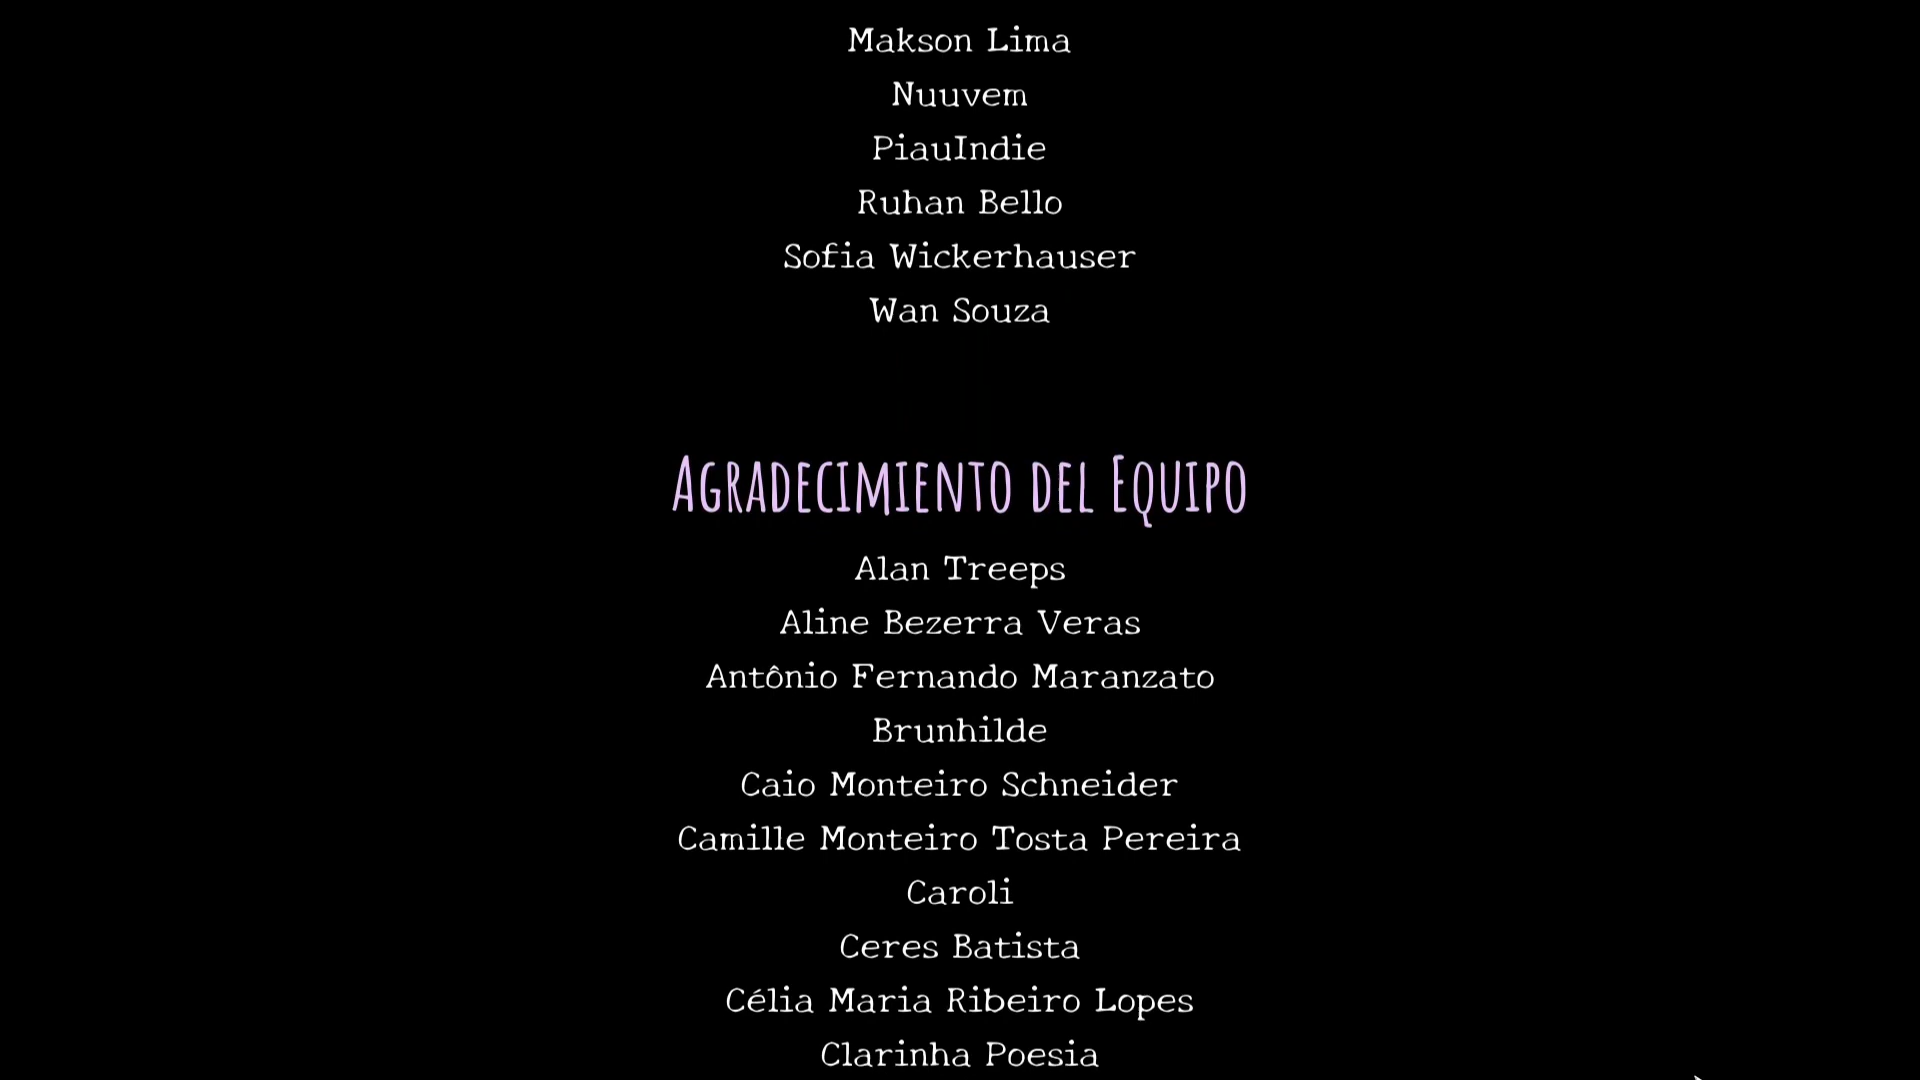 Makson Lima
Nuuvem
PiauIndie
Ruhan Bello
Sofia Wickerhauser
Wan Souza
Agradecimiento del Equipo
Alan Treeps
Aline Bezerra Veras
Antônio Fernando Maranzato
Brunhilde
Caio Monteiro Schneider
Camille Monteiro Tosta Pereira
Caroli
Ceres Batista
Célia Maria Ribeiro Lopes
Clarinha Poesia